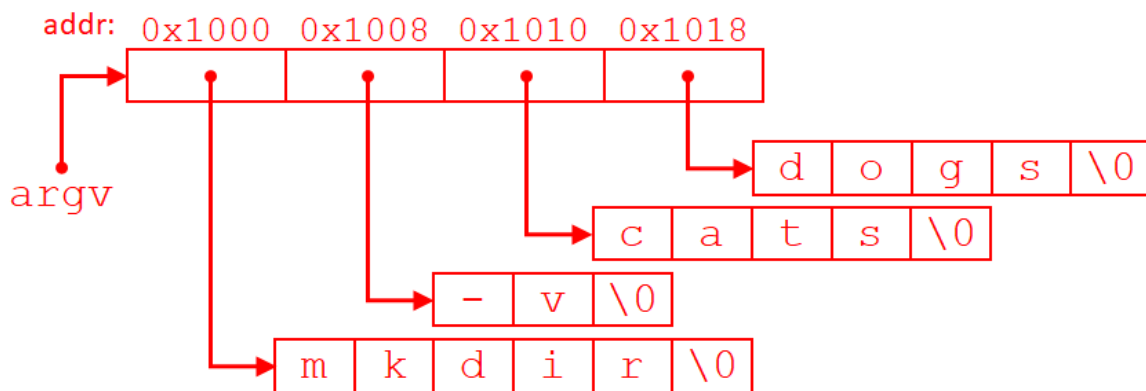 addr: 0x1000 0x1008 0x1010 0x1018
d o g s \0
argv
c a t s \0
- v \0
m k d i r \0